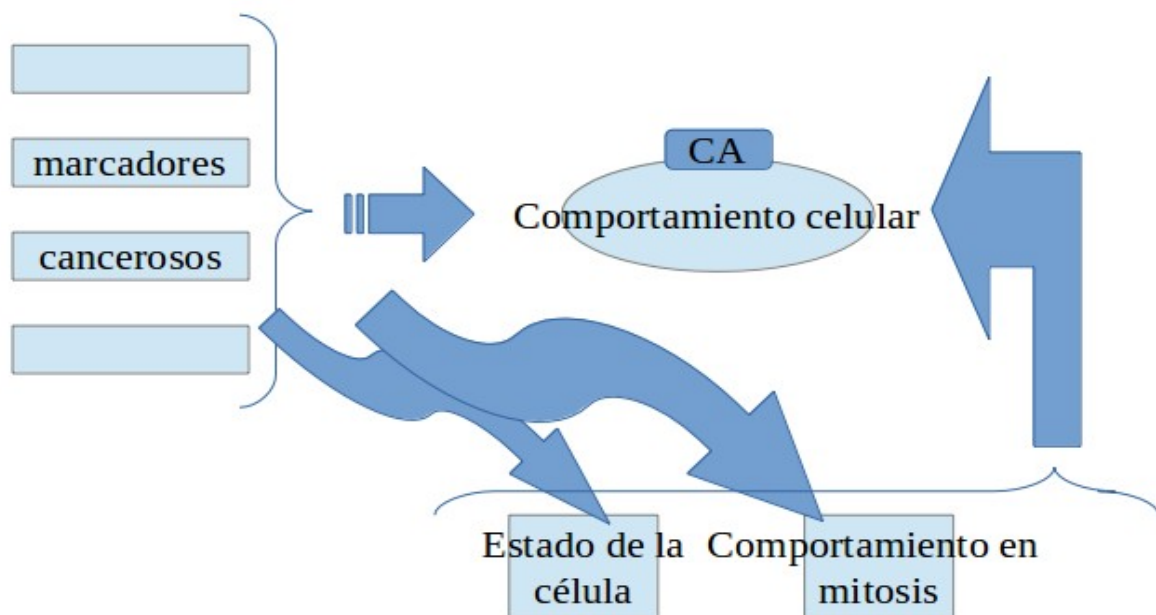 marcadores
cancerosos
CA
Comportamiento celular
Estado de la
célula
Comportamiento en
mitosis